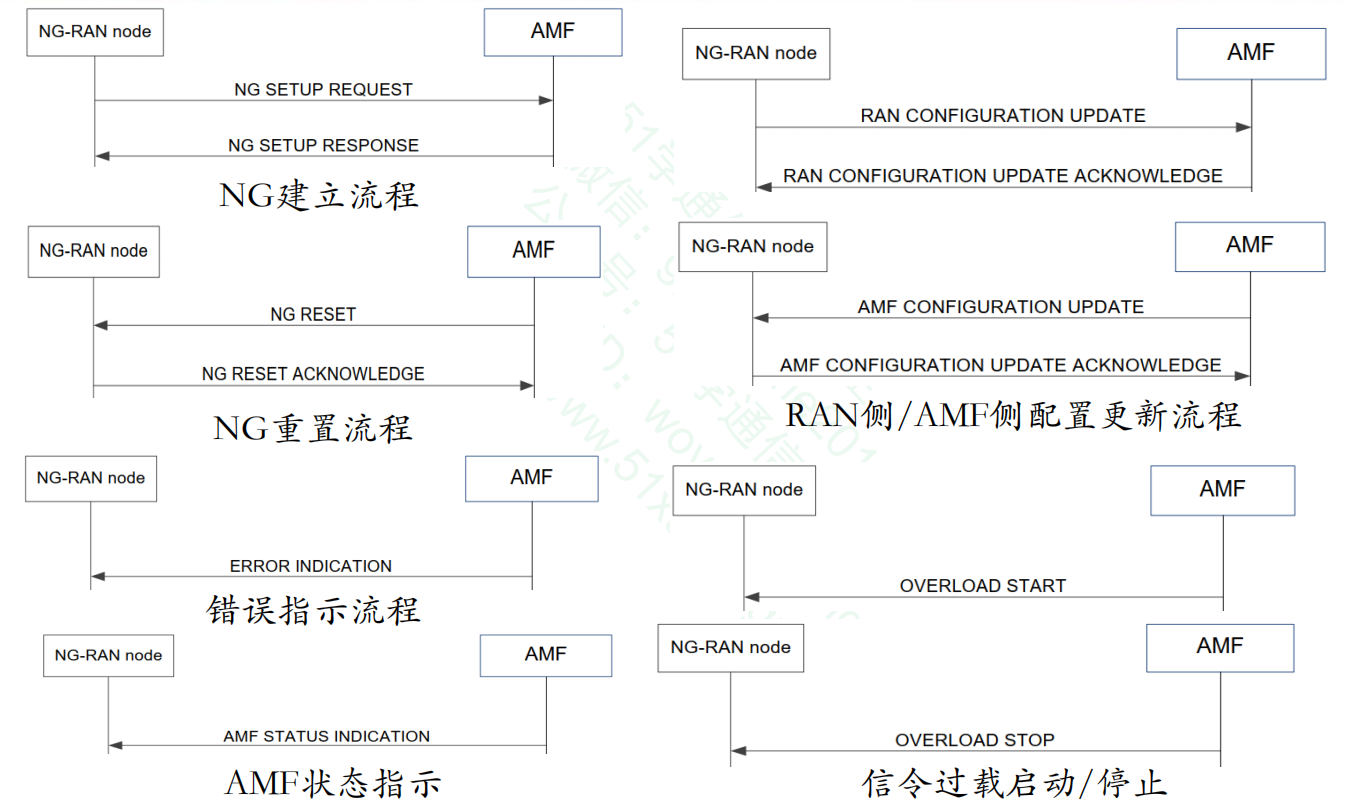 NG-RAN node
AMF
NG SETUP REQUEST
NG SETUP RESPONSE
NG建立流程
NG-RAN node
AMF
NG RESET
NG RESET ACKNOWLEDGE
NG重置流程
NG-RAN node
AMF
ERROR INDICATION
错误指示流程
NG-RAN node
AMF
AMF STATUS INDICATION
AMF状态指示
NG-RAN node
AMF
RAN CONFIGURATION UPDATE
RAN CONFIGURATION UPDATE ACKNOWLEDGE
NG-RAN node
AMF
AMF CONFIGURATION UPDATE
AMF CONFIGURATION UPDATE ACKNOWLEDGE
RAN侧/AMF侧配置更新流程
NG-RAN node
AMF
OVERLOAD START
NG-RAN node
AMF
OVERLOAD STOP
信令过载启动/停止